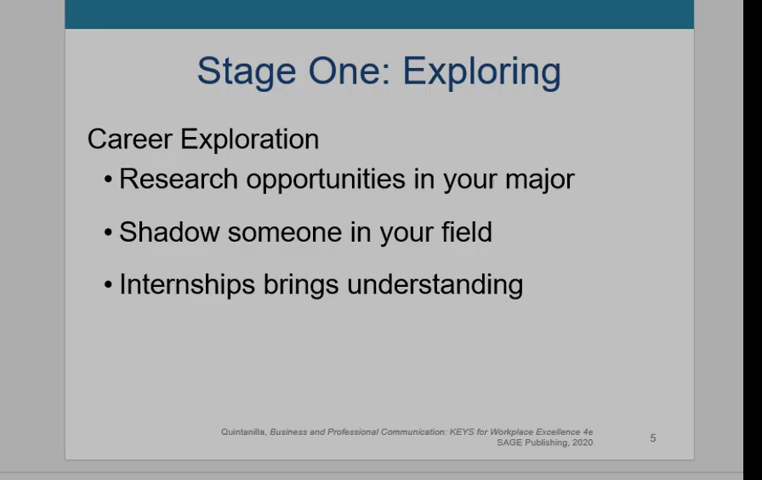 Stage One: Exploring
Career Exploration
• Research opportunities in your major
• Shadow someone in your field
• Internships brings understanding
Quintanilla, Business and Professional Communication: KEYS for Workplace Excellence 4e
SAGE Publishing, 2020
5